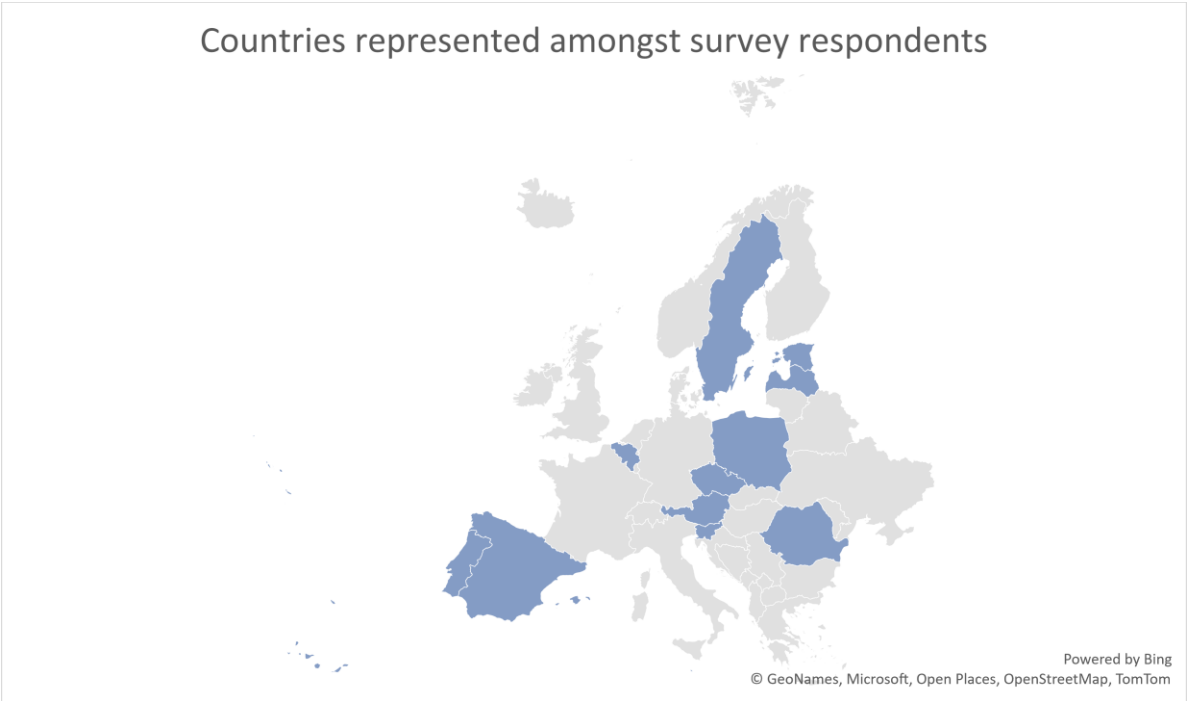 Countries represented amongst survey respondents
Powered by Bing
© GeoNames, Microsoft, Open Places, OpenStreetMap, TomTom